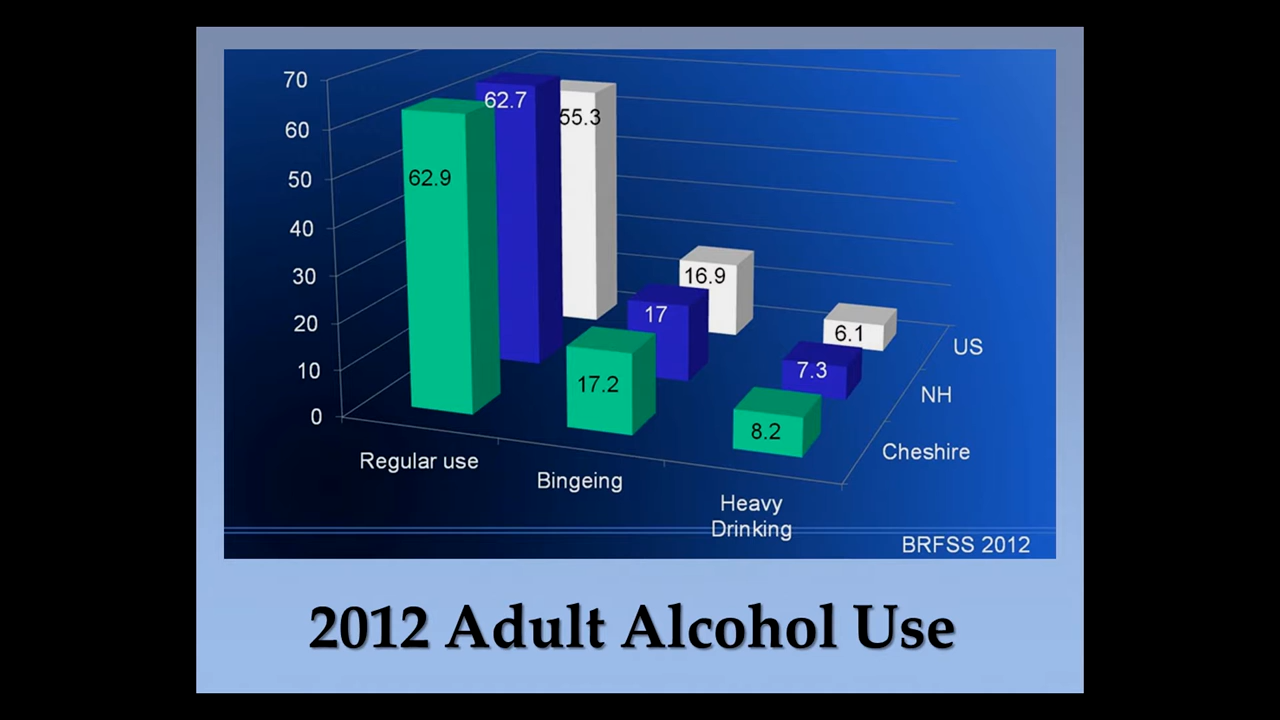 70
60
50
40
30
20
10
0
62.9
62.7
55.3
17.2
17
16.9
8.2
7.3
6.1
Regular use
Bingeing
Heavy
Drinking
US
NH
Cheshire
BRFSS 2012
2012 Adult Alcohol Use